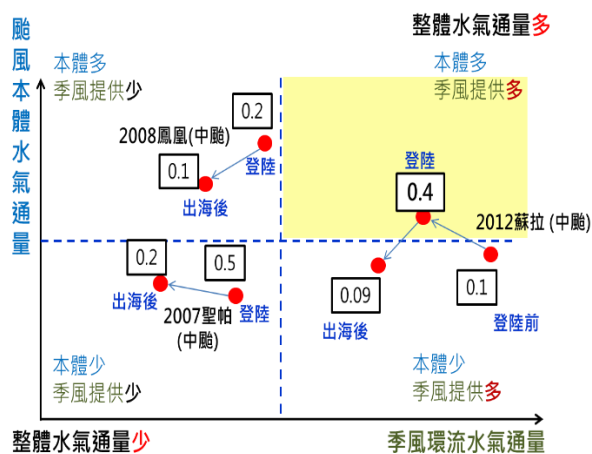 整體水氣通量多
颱風本體水氣通量
本體多
季風提供少
本體多
季風提供多
0.2
2008鳳凰(中颱)
登陸
0.1
出海後
登陸
0.4
2012蘇拉 (中颱)
0.2
0.5
出海後
登陸
2007聖帕
(中颱)
0.09
出海後
0.1
登陸前
本體少
季風提供少
本體少
季風提供多
整體水氣通量少
季風環流水氣通量